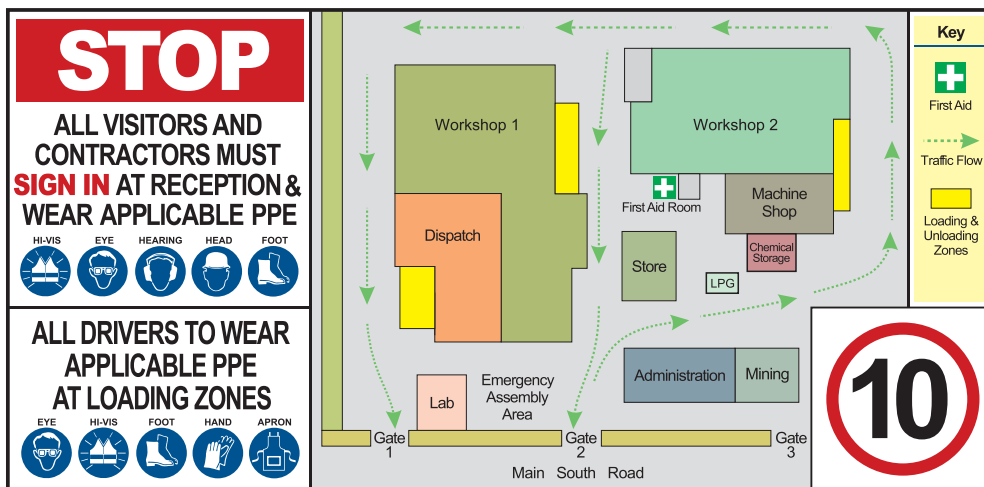 STOP
ALL VISITORS AND
CONTRACTORS MUST
SIGN IN AT RECEPTION &
WEAR APPLICABLE PPE
HI-VIS
EYE
HEARING
HEAD
FOOT
ALL DRIVERS TO WEAR
APPLICABLE PPE
AT LOADING ZONES
EYE
HI-VIS
FOOT
HAND
APRON
Workshop 1
Workshop 2
First Aid Room
Machine
Shop
Dispatch
Chemical
Storage
Store
LPG
Administration
Mining
Lab
Emergency
Assembly
Area
Gate
1
Gate
2
Gate
3
Main South Road
Key
First Aid
Traffic Flow
Loading &
Unloading
Zones
10